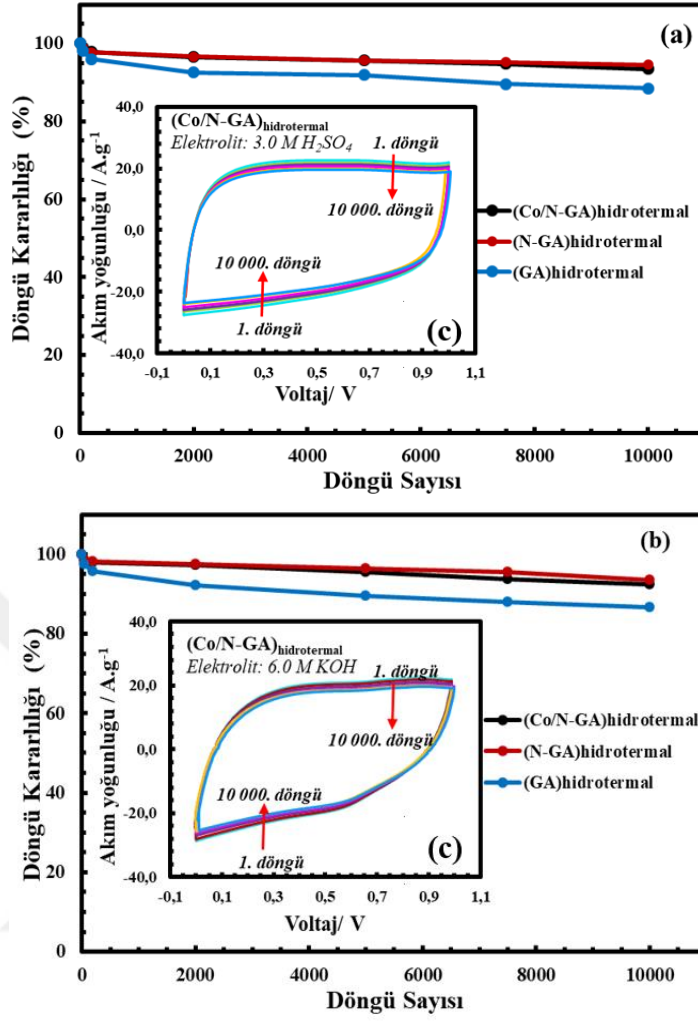 (a)
Döngü Kararlılığı (%)
100
80
60
40
20
0
0
2000
4000
6000
8000
10000
Döngü Sayısı
(Co/N-GA)hidrotermal
(N-GA)hidrotermal
(GA)hidrotermal
(Co/N-GA)hidrotermal
Elektrolit: 3.0 M H₂SO₄
1. döngü
10 000. döngü
10 000. döngü
1. döngü
(c)
Akım yoğunluğu / A.g⁻¹
40,0
20,0
0,0
-20,0
-40,0
-0,1
0,1
0,3
0,5
0,7
0,9
1,1
Voltaj/ V
(b)
Döngü Kararlılığı (%)
100
80
60
40
20
0
0
2000
4000
6000
8000
10000
Döngü Sayısı
(Co/N-GA)hidrotermal
(N-GA)hidrotermal
(GA)hidrotermal
(Co/N-GA)hidrotermal
Elektrolit: 6.0 M KOH
1. döngü
10 000. döngü
10 000. döngü
1. döngü
(c)
Akım yoğunluğu / A.g⁻¹
40,0
20,0
0,0
-20,0
-40,0
-0,1
0,1
0,3
0,5
0,7
0,9
1,1
Voltaj/ V